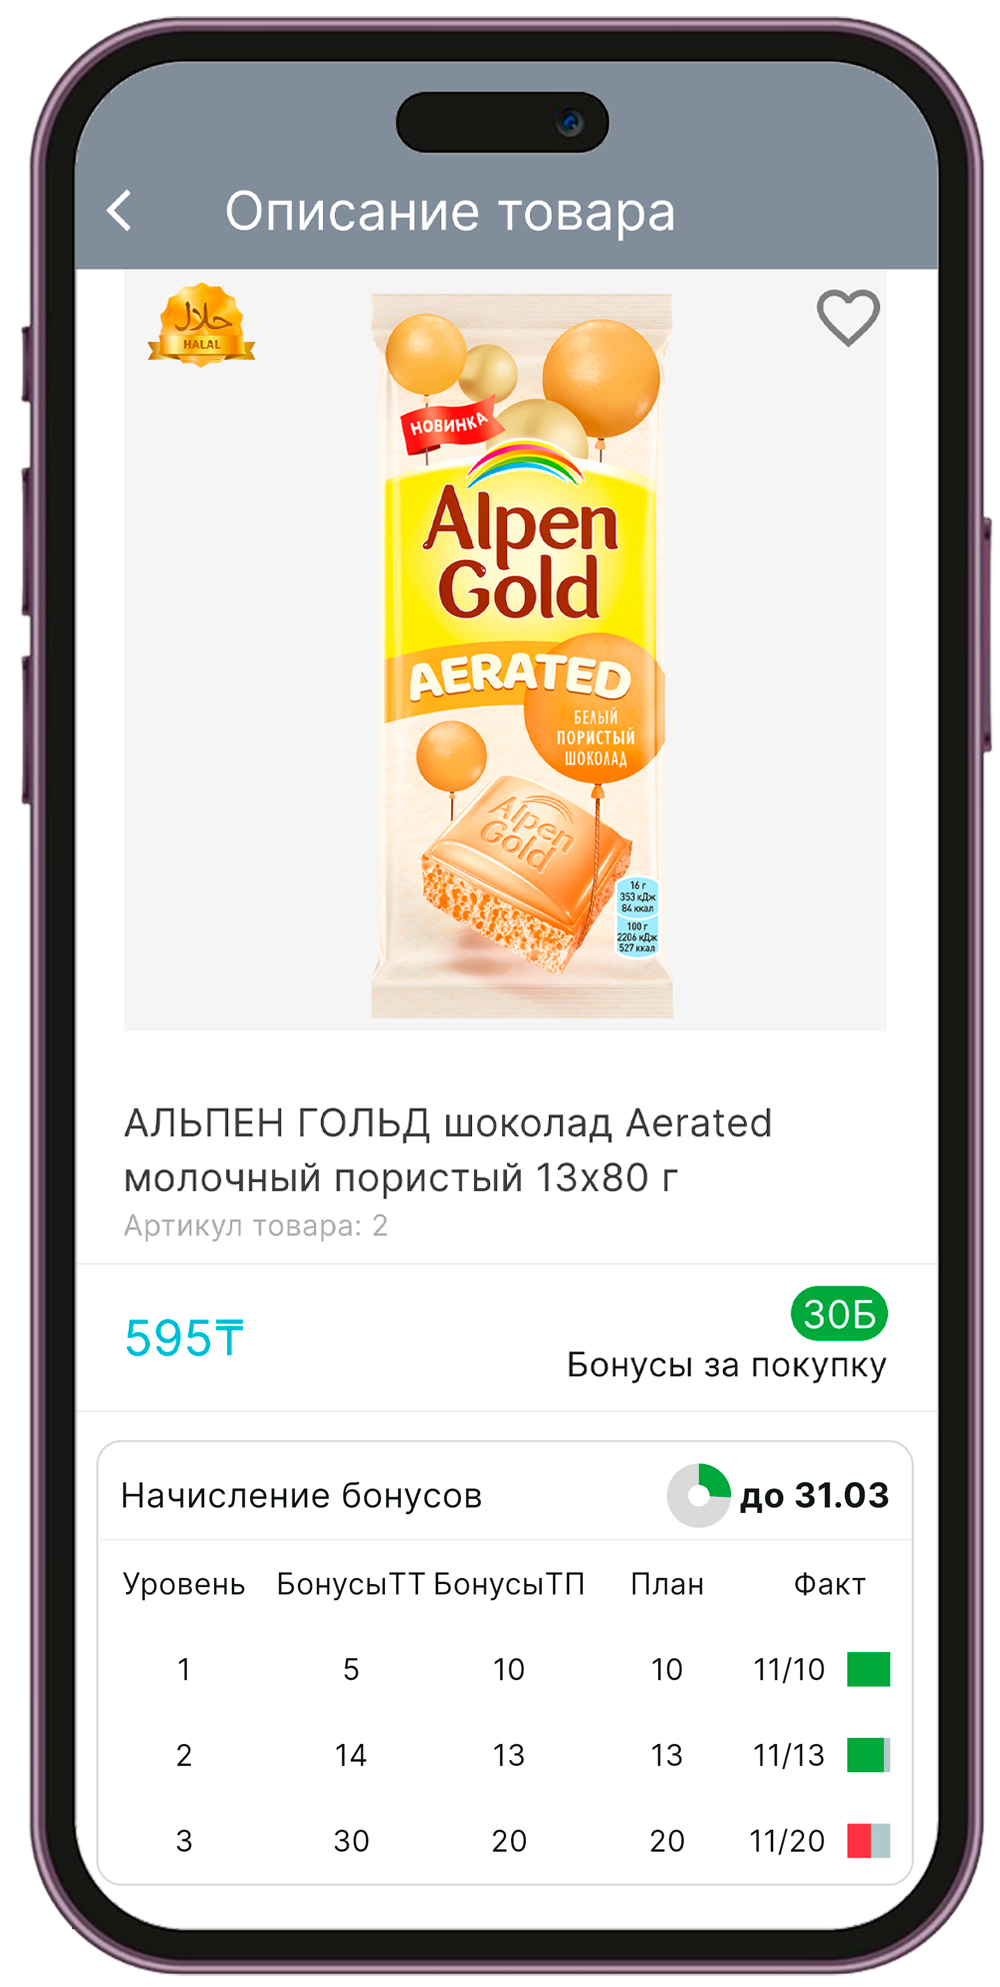 Описание товара
حلال
HALAL
НОВИНКА
Alpen
Gold
AERATED
БЕЛЫЙ
ПОРИСТЫЙ
ШОКОЛАД
Alpen
Gold
16 г
353 кДж
84 ккал
100 г
2206 кДж
527 ккал
АЛЬПЕН ГОЛЬД шоколад Aerated
молочный пористый 13x80 г
Артикул товара: 2
595₸
30Б
Бонусы за покупку
Начисление бонусов до 31.03
Уровень БонусыТТ БонусыТП План Факт
1 5 10 10 11/10
2 14 13 13 11/13
3 30 20 20 11/20